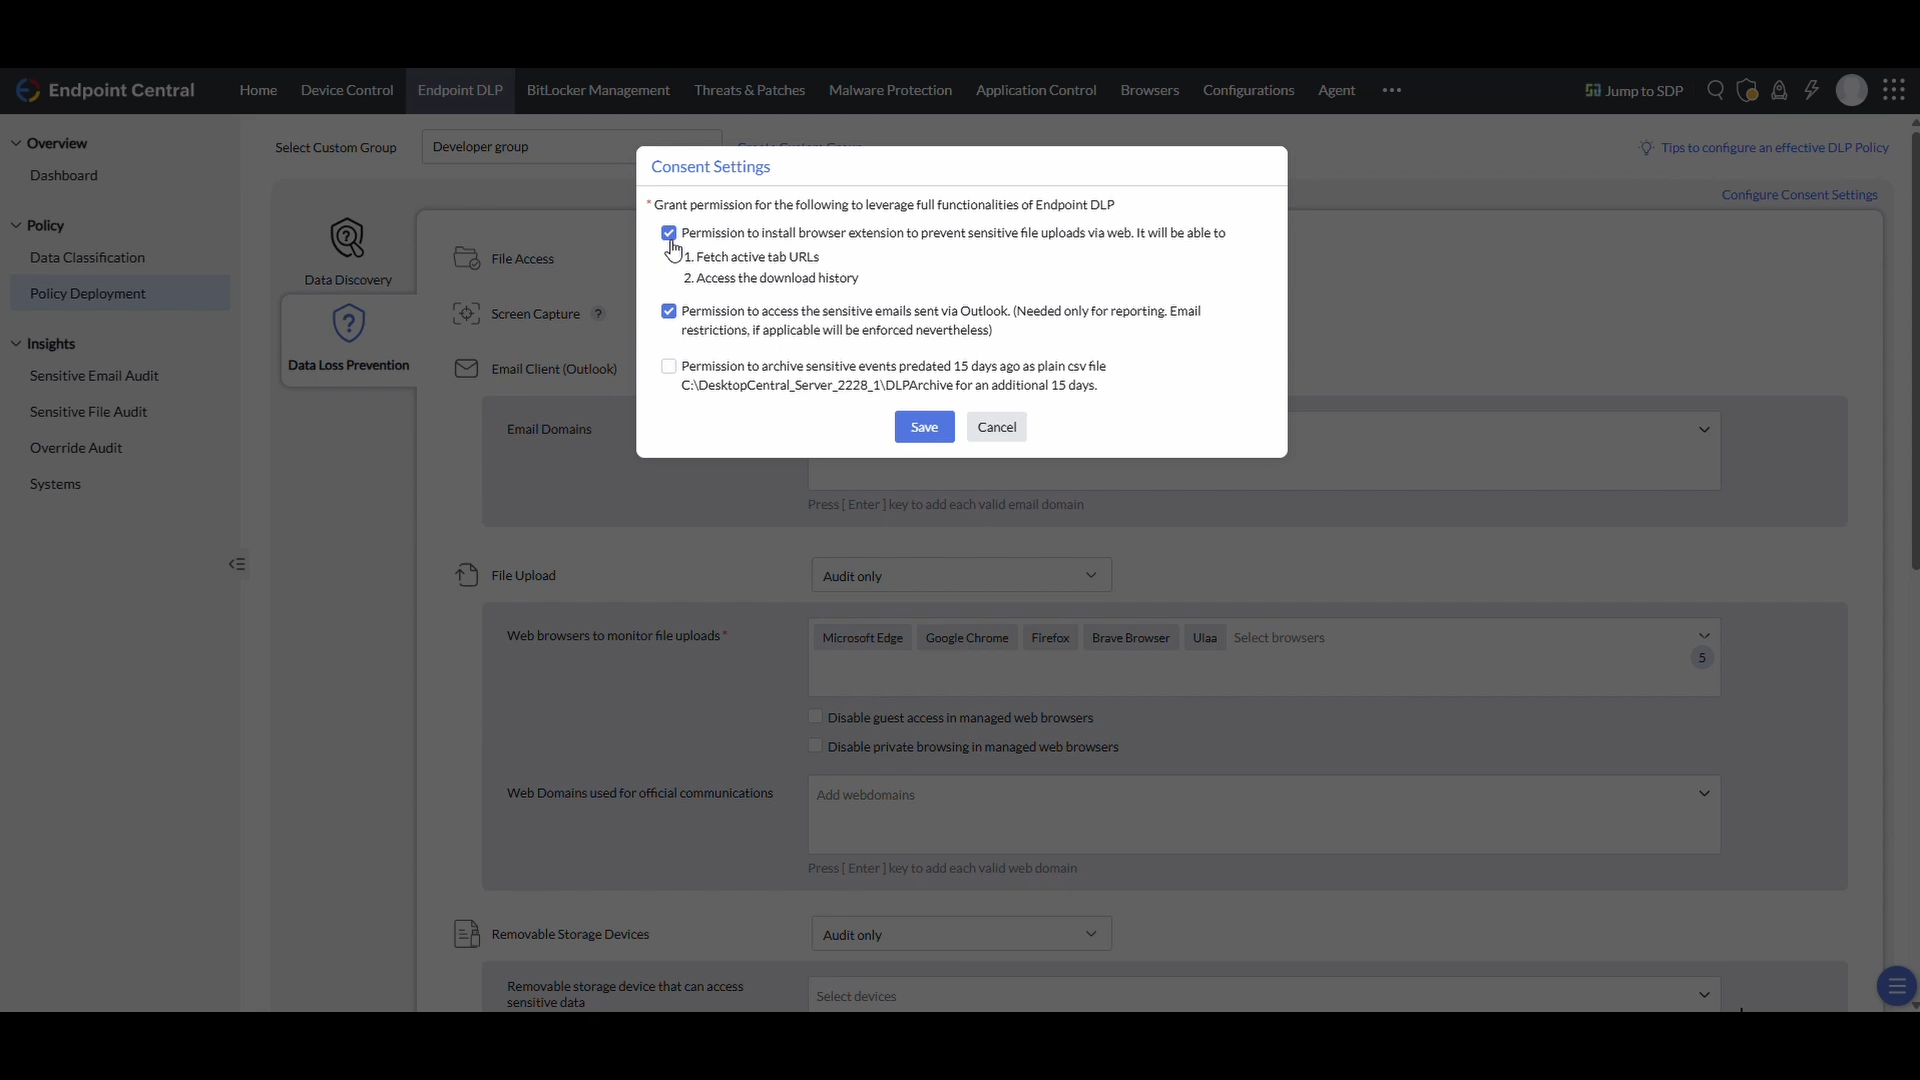 Endpoint Central
Home
Device Control
Endpoint DLP
BitLocker Management
Threats & Patches
Malware Protection
Application Control
Browsers
Configurations
Agent
Jump to SDP
Overview
Dashboard
Policy
Data Classification
Policy Deployment
Insights
Sensitive Email Audit
Sensitive File Audit
Override Audit
Systems
Select Custom Group
Developer group
Tips to configure an effective DLP Policy
Configure Consent Settings
Data Discovery
Data Loss Prevention
Consent Settings
* Grant permission for the following to leverage full functionalities of Endpoint DLP
Permission to install browser extension to prevent sensitive file uploads via web. It will be able to
1. Fetch active tab URLs
2. Access the download history
Permission to access the sensitive emails sent via Outlook. (Needed only for reporting. Email
restrictions, if applicable will be enforced nevertheless)
Permission to archive sensitive events predated 15 days ago as plain csv file
C:\DesktopCentral_Server_2228_1\DLPArchive for an additional 15 days.
Save
Cancel
File Access
Screen Capture ?
Email Client (Outlook)
Email Domains
Press [ Enter ] key to add each valid email domain
File Upload
Audit only
Web browsers to monitor file uploads *
Microsoft Edge
Google Chrome
Firefox
Brave Browser
Ulaa
Select browsers
5
Disable guest access in managed web browsers
Disable private browsing in managed web browsers
Web Domains used for official communications
Add webdomains
Press [ Enter ] key to add each valid web domain
Removable Storage Devices
Audit only
Removable storage device that can access
sensitive data
Select devices